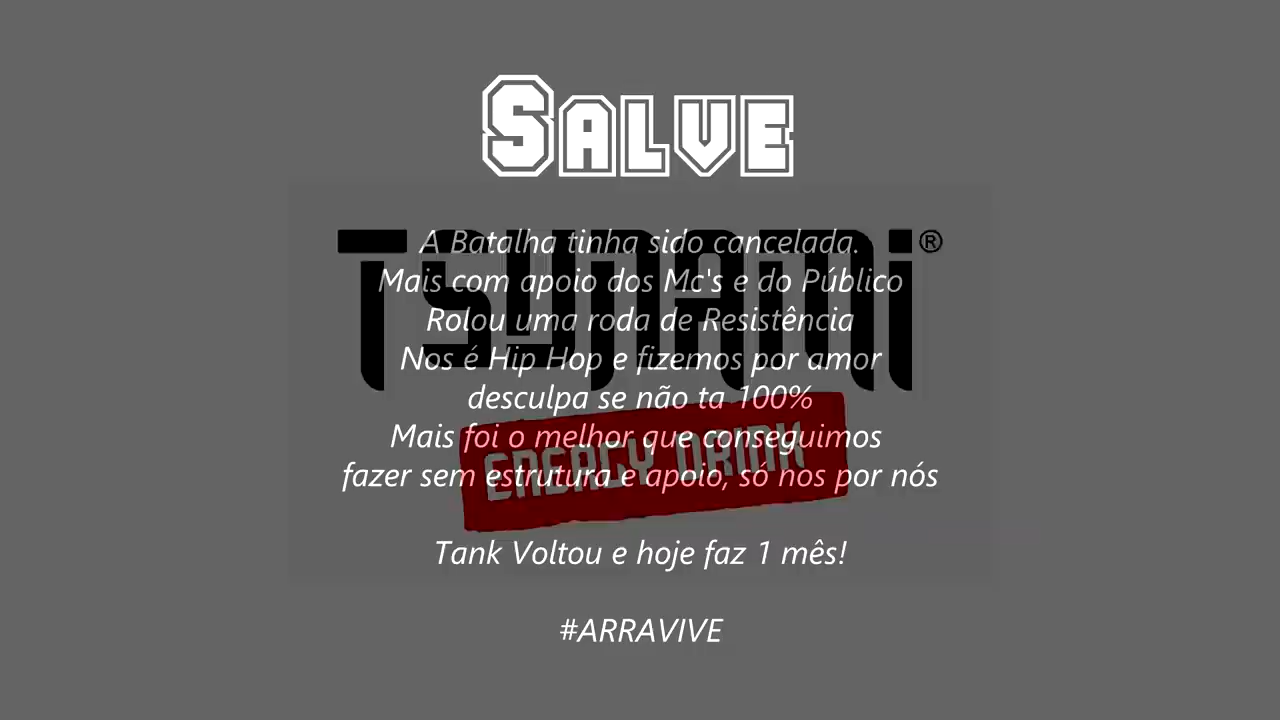 Salve
TSUNAMI®
A Batalha tinha sido cancelada.
Mais com apoio dos Mc's e do Público
Rolou uma roda de Resistência
Nos é Hip Hop e fizemos por amor
desculpa se não ta 100%
Mais foi o melhor que conseguimos
ENERGY DRINK
fazer sem estrutura e apoio, só nos por nós
Tank Voltou e hoje faz 1 mês!
#ARRAVIVE